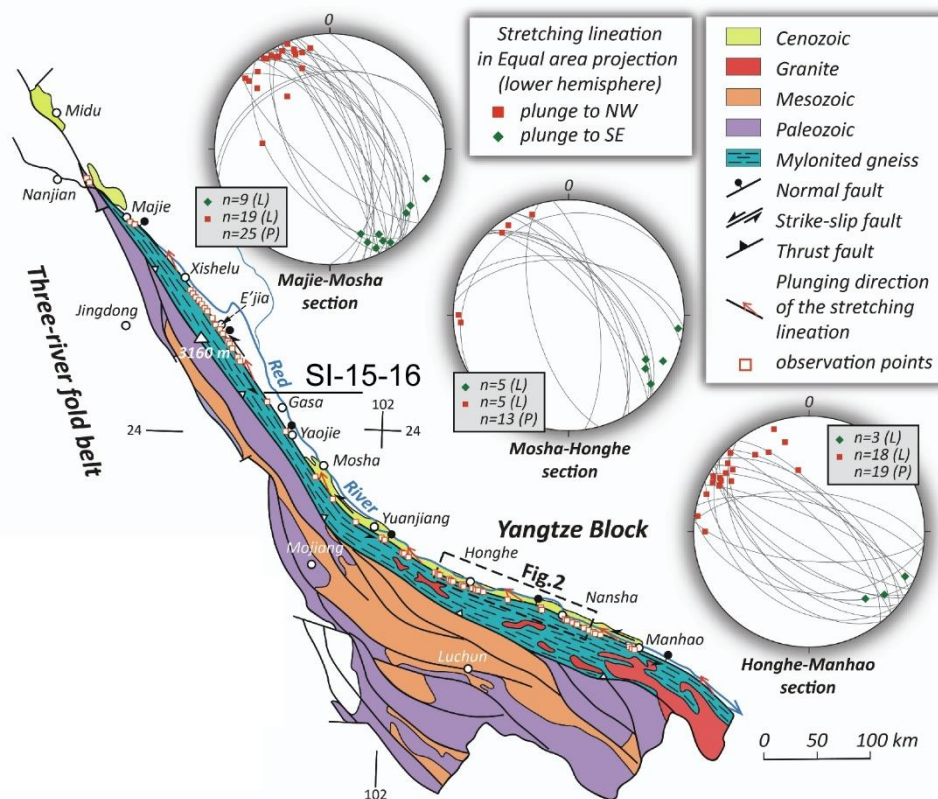 0
Stretching lineation
in Equal area projection
(lower hemisphere)
plunge to NW
plunge to SE
Cenozoic
Granite
Mesozoic
Paleozoic
Mylonited gneiss
Normal fault
Strike-slip fault
Thrust fault
Plunging direction
of the stretching
lineation
observation points
n=9 (L)
n=19 (L)
n=25 (P)
Majie-Mosha
section
0
n=5 (L)
n=5 (L)
n=13 (P)
Mosha-Honghe
section
0
n=3 (L)
n=18 (L)
n=19 (P)
Honghe-Manhao
section
Midu
Nanjian
Majie
Xishelu
E'jia
Jingdong
3160 m
Three-river fold belt
Red
SI-15-16
Gasa
102
24
24
Yaojie
Mosha
River
Yuanjiang
Yangtze Block
Honghe
Fig.2
Mojiang
Nansha
Manhao
Luchun
102
0 50 100 km